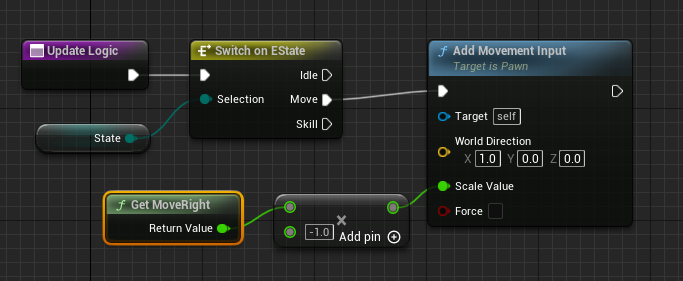 Update Logic
Switch on EState
Idle
Selection
Move
Skill
State
Add Movement Input
Target is Pawn
Target self
World Direction
X 1.0 Y 0.0 Z 0.0
Scale Value
Force
Get MoveRight
Return Value
-1.0
Add pin